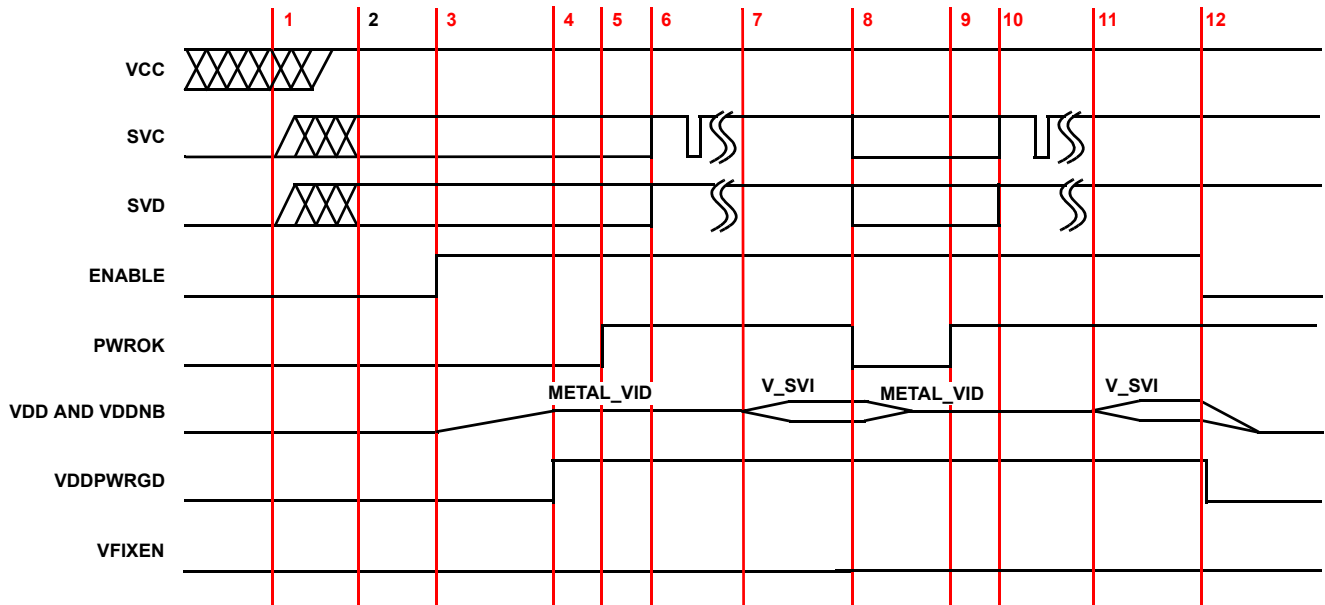 1 2 3 4 5 6 7 8 9 10 11 12
VCC
SVC
SVD
ENABLE
PWROK
METAL_VID V_SVI METAL_VID V_SVI
VDD AND VDDNB
VDDPWRGD
VFIXEN